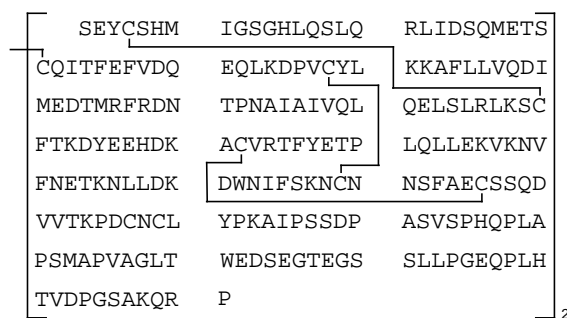 SEYCSHM IGSGHLQSLQ RLIDSQMETS
CQITFEFVDQ EQLKDPVCYL KKAFLLVQDI
MEDTMRFRDN TPNAIAIVQL QELSLRLKSC
FTKDYEEHDK ACVRTFYETP LQLLEKVKNV
FNETKNLLDK DWNIFSKNCN NSFAECSSQD
VVTKPDCNCL YPKAIPSSDP ASVSPHQPLA
PSMAPVAGLT WEDSEGTEGS SLLPGEQPLH
TVDPGSAKQR P
2